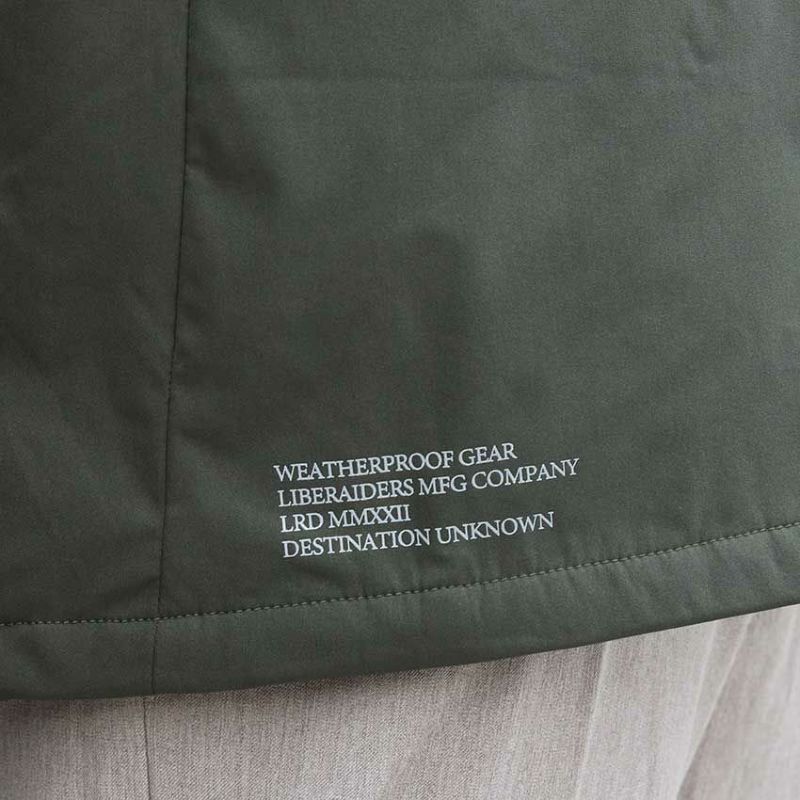 WEATHERPROOF GEAR
LIBERAIDERS MFG COMPANY
LRD MMXXII
DESTINATION UNKNOWN